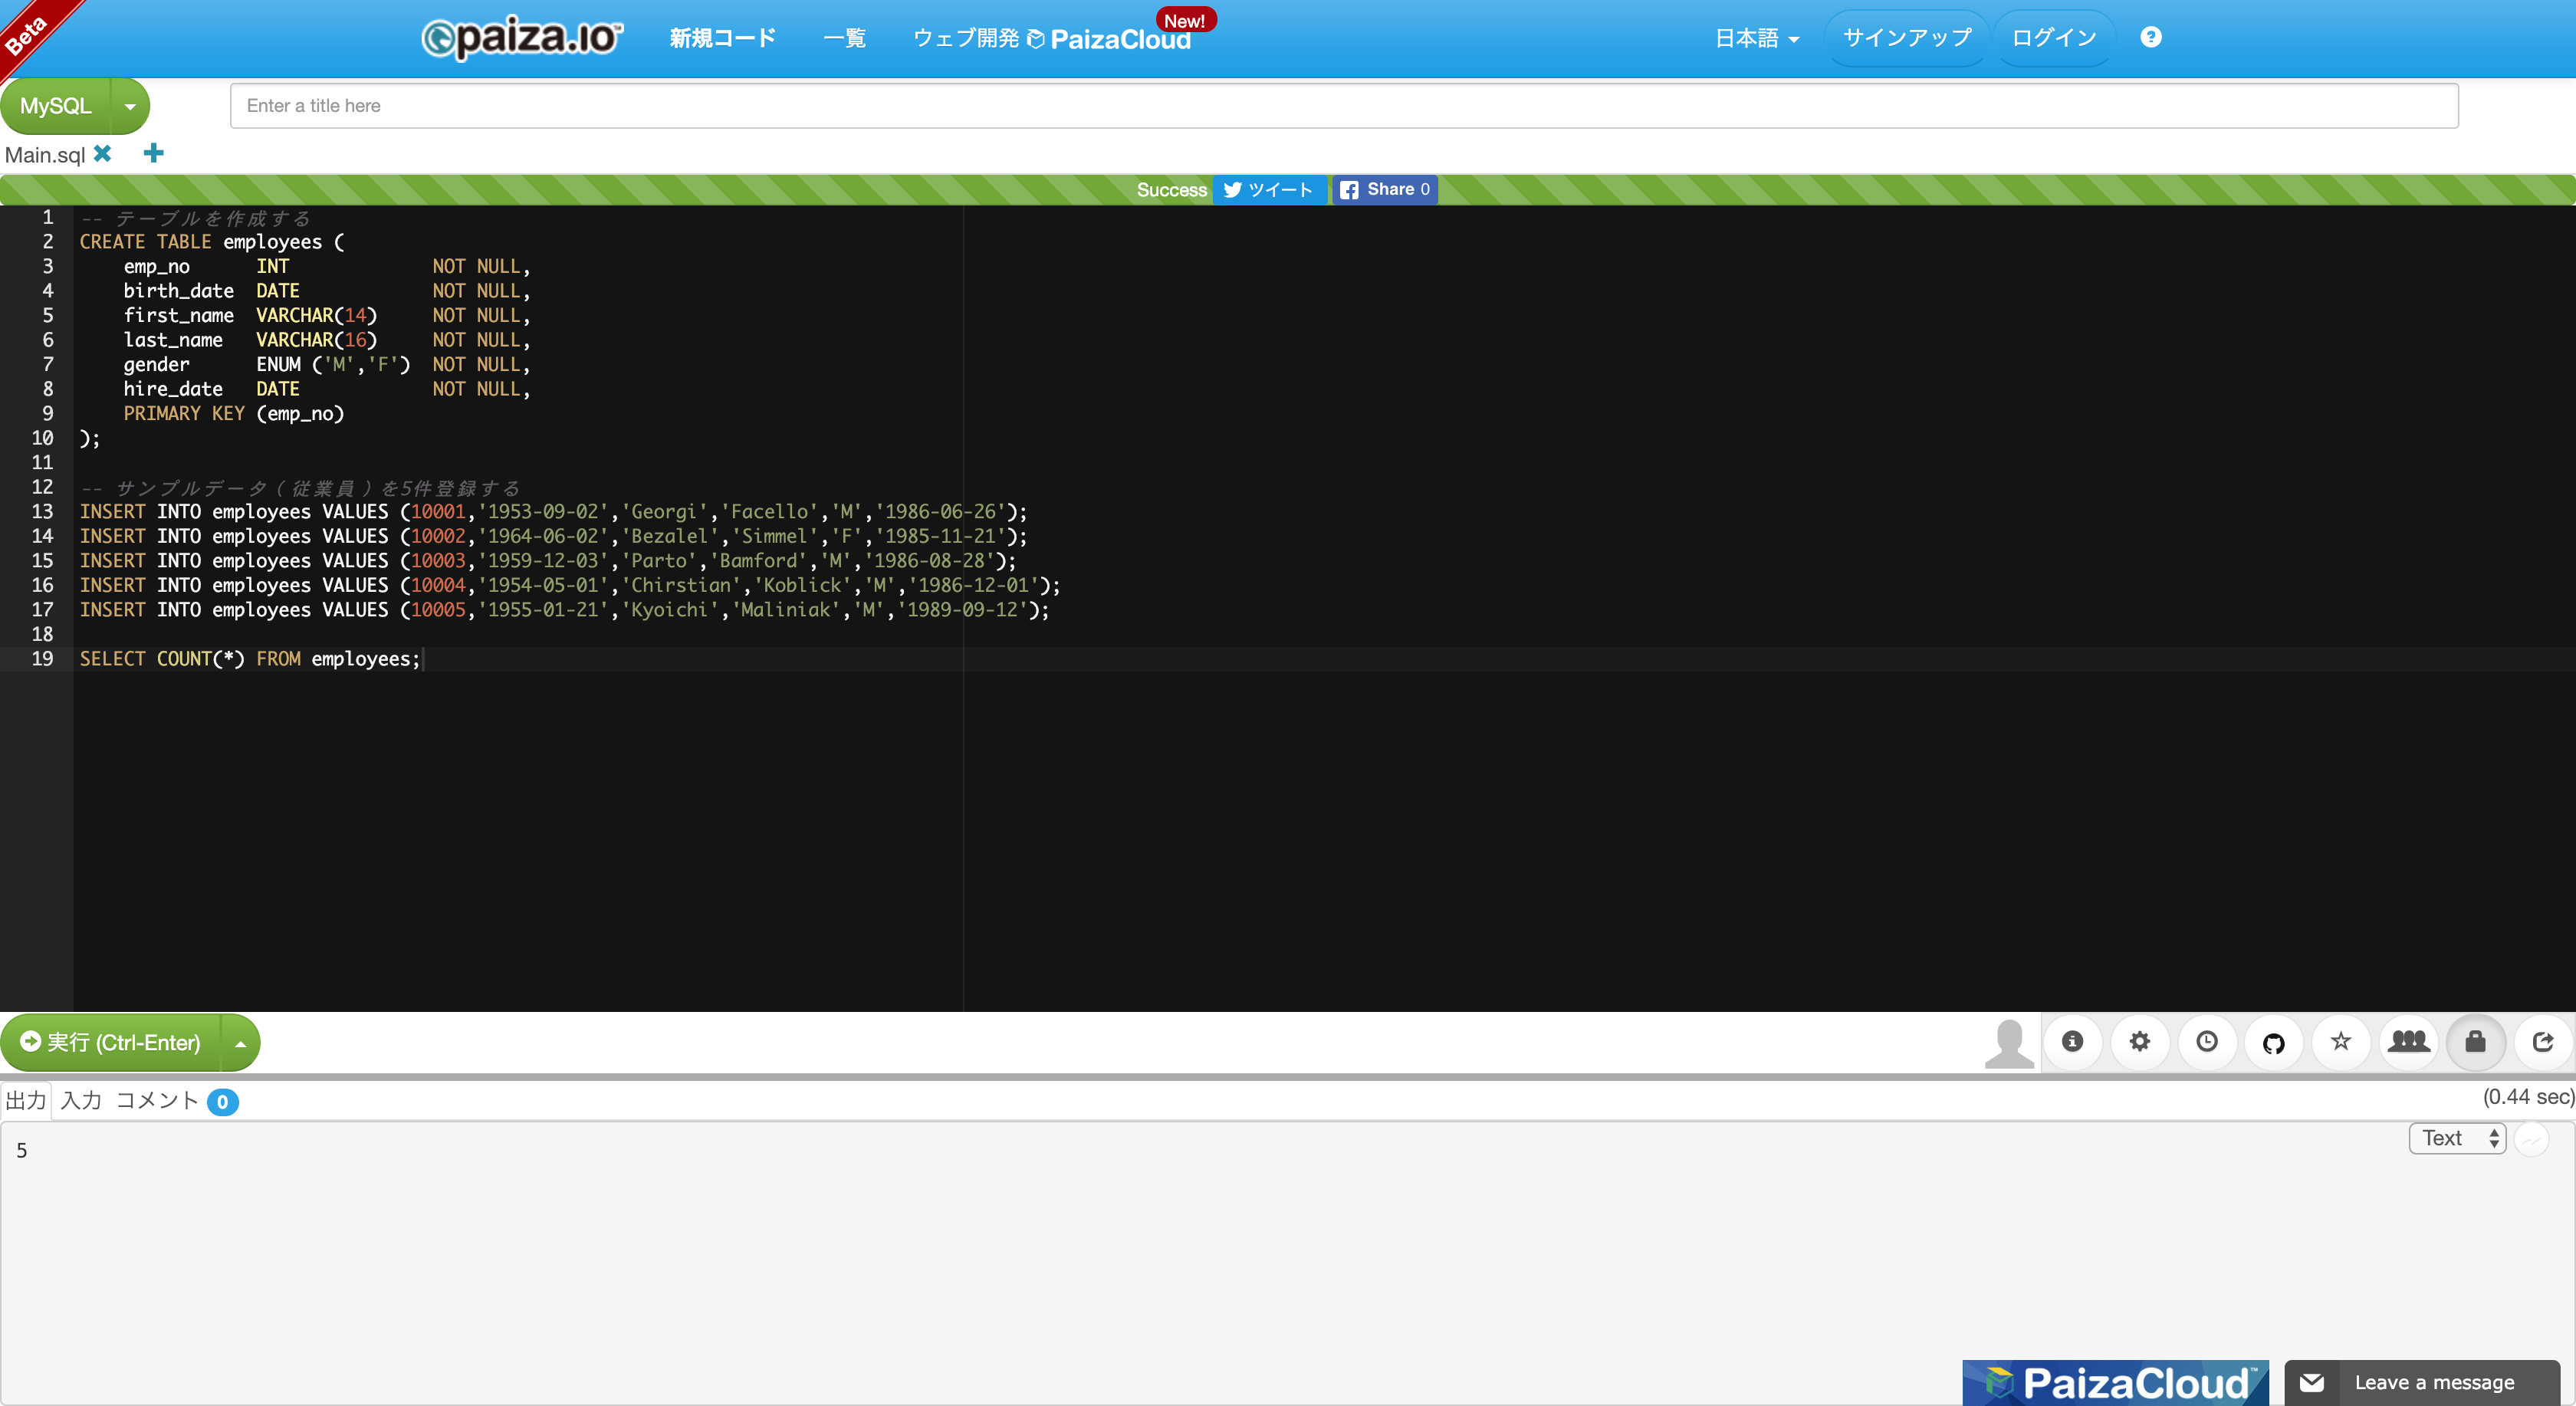 Beta
paiza.io
新規コード 一覧 ウェブ開発 PaizaCloud New!
日本語 サインアップ ログイン ?
MySQL
Enter a title here
Main.sql
Success ツイート Share 0
1 -- テーブルを作成する
2 CREATE TABLE employees (
3     emp_no      INT             NOT NULL,
4     birth_date  DATE            NOT NULL,
5     first_name  VARCHAR(14)     NOT NULL,
6     last_name   VARCHAR(16)     NOT NULL,
7     gender      ENUM ('M','F')  NOT NULL,
8     hire_date   DATE            NOT NULL,
9     PRIMARY KEY (emp_no)
10 );
11
12 -- サンプルデータ(従業員)を5件登録する
13 INSERT INTO employees VALUES (10001,'1953-09-02','Georgi','Facello','M','1986-06-26');
14 INSERT INTO employees VALUES (10002,'1964-06-02','Bezalel','Simmel','F','1985-11-21');
15 INSERT INTO employees VALUES (10003,'1959-12-03','Parto','Bamford','M','1986-08-28');
16 INSERT INTO employees VALUES (10004,'1954-05-01','Chirstian','Koblick','M','1986-12-01');
17 INSERT INTO employees VALUES (10005,'1955-01-21','Kyoichi','Maliniak','M','1989-09-12');
18
19 SELECT COUNT(*) FROM employees;
実行 (Ctrl-Enter)
出力 入力 コメント 0
(0.44 sec)
Text
5
PaizaCloud™
Leave a message